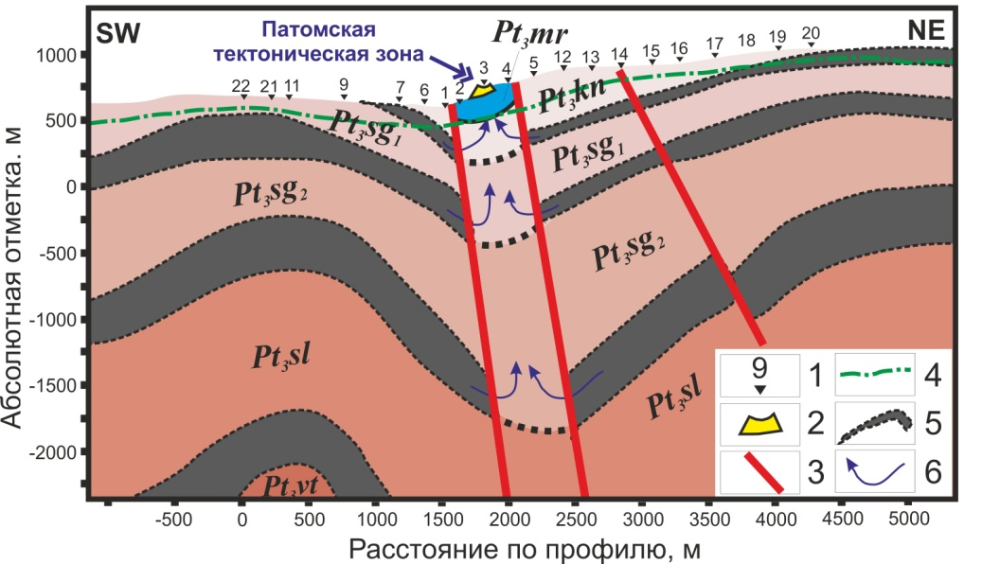 SW
Патомская
тектоническая зона
Pt₃mr
NE
Абсолютная отметка. м
1000
500
0
-500
-1000
-1500
-2000
22 21 11 9 7 6 1 2 3 4 5 12 13 14 15 16 17 18 19 20
Pt₃kn
Pt₃sg₁
Pt₃sg₁
Pt₃sg₂
Pt₃sg₂
Pt₃sl
Pt₃sl
Pt₃vt
9 1 4
2 5
3 6
-500 0 500 1000 1500 2000 2500 3000 3500 4000 4500 5000
Расстояние по профилю, м